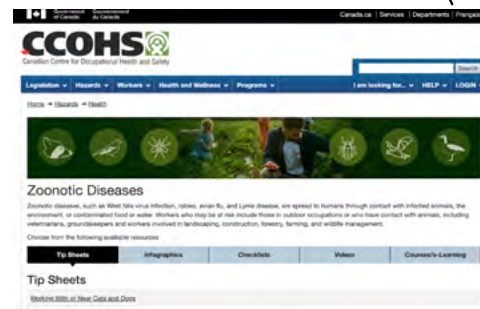 Government of Canada Gouvernement du Canada
Canada.ca | Services | Departments | Français
CCOHS
Canadian Centre for Occupational Health and Safety
Search
Legislation Hazards Workers Health and Wellness Programs I am looking for... HELP LOGIN
Home → Hazards → Health
Zoonotic Diseases
Zoonotic diseases, such as West Nile virus infection, rabies, avian flu, and Lyme disease, are spread to humans through contact with infected animals, the
environment, or contaminated food or water. Workers who may be at risk include those in outdoor occupations or who have contact with animals, including
veterinarians, groundskeepers and workers involved in landscaping, construction, forestry, farming, and wildlife management.
Choose from the following available resources:
Tip Sheets Infographics Checklists Videos Courses/e-Learning
Tip Sheets
Working With or Near Cats and Dogs